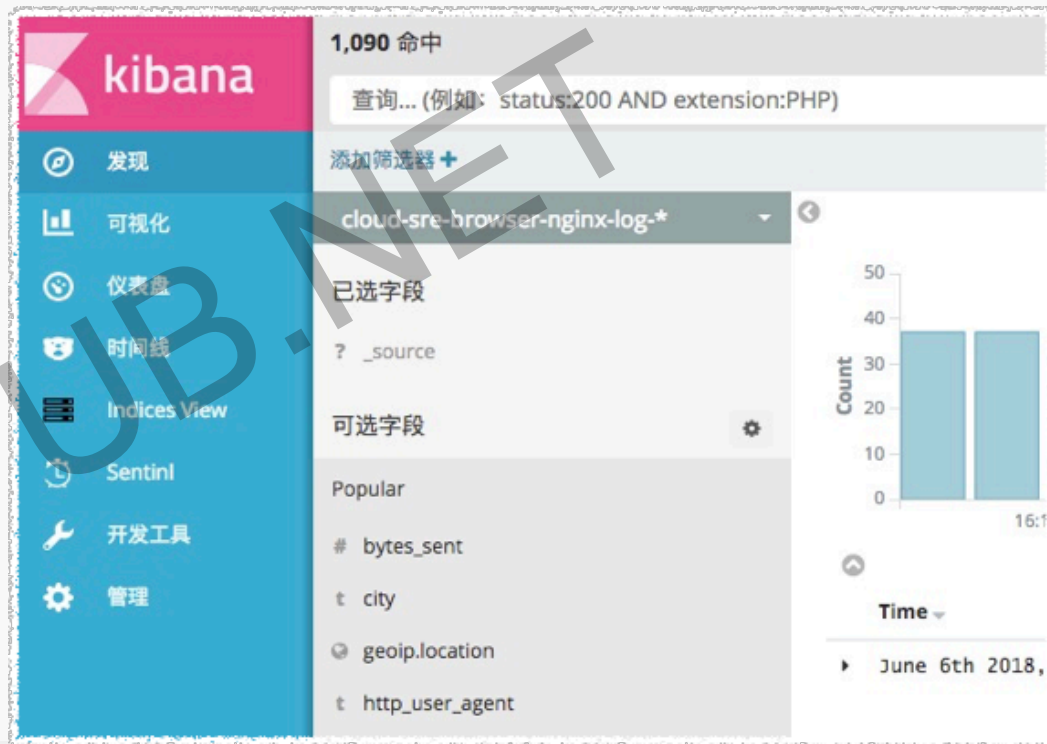 kibana
发现
可视化
仪表盘
时间线
Indices View
Sentinl
开发工具
管理
1,090 命中
查询... (例如：status:200 AND extension:PHP)
添加筛选器 +
cloud-sre-browser-nginx-log-*
已选字段
? _source
可选字段
Popular
# bytes_sent
t city
geoip.location
t http_user_agent
Count
50
40
30
20
10
0
16:1
Time
June 6th 2018,
UB.NET